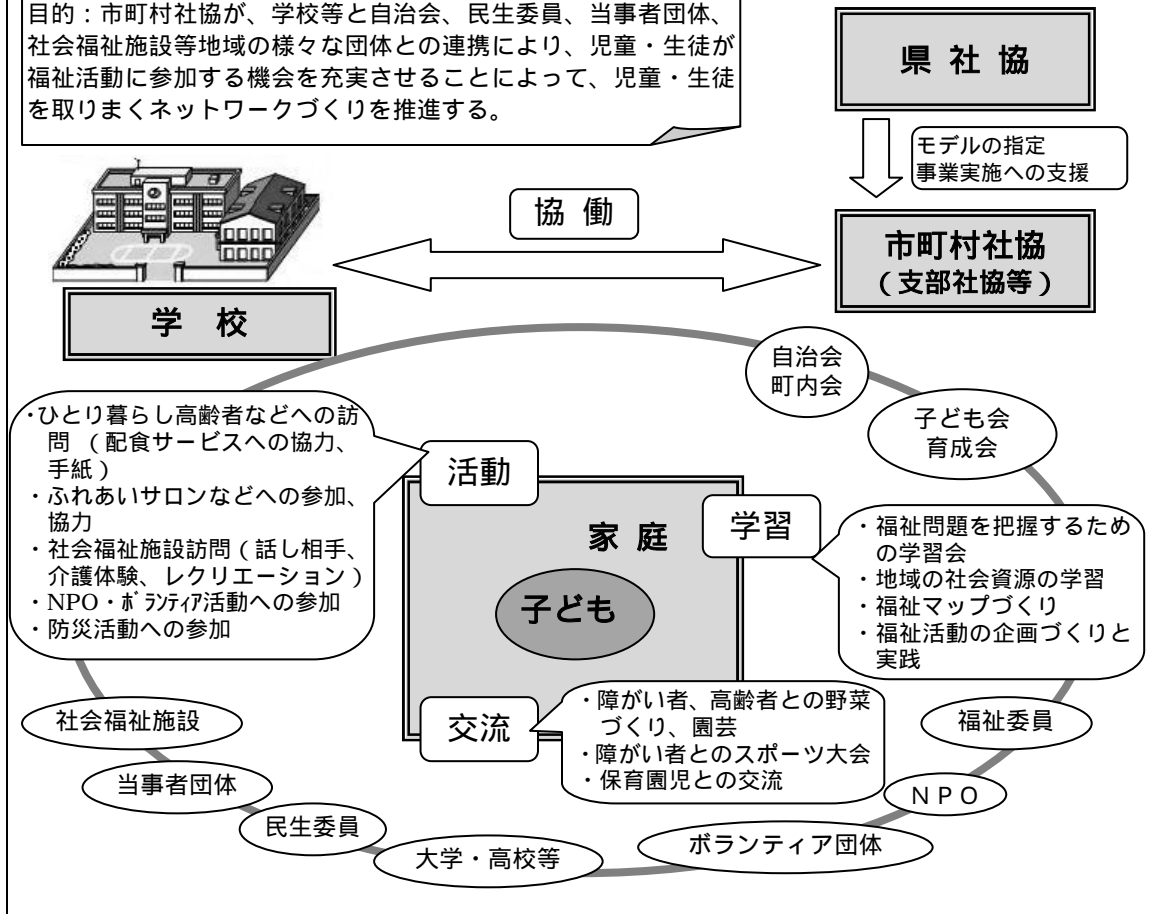 目的：市町村社協が、学校等と自治会、民生委員、当事者団体、
社会福祉施設等地域の様々な団体との連携により、児童・生徒が
福祉活動に参加する機会を充実させることによって、児童・生徒
を取りまくネットワークづくりを推進する。
県 社 協
モデルの指定
事業実施への支援
協 働
市町村社協
（支部社協等）
学 校
自治会
町内会
子ども会
育成会
・ひとり暮らし高齢者などへの訪
問 （配食サービスへの協力、
手紙）
・ふれあいサロンなどへの参加、
協力
・社会福祉施設訪問（話し相手、
介護体験、レクリエーション）
・NPO・ﾎﾞﾗﾝﾃｨｱ活動への参加
・防災活動への参加
活動
家 庭
子ども
学習
・福祉問題を把握するため
の学習会
・地域の社会資源の学習
・福祉マップづくり
・福祉活動の企画づくりと
実践
交流
・障がい者、高齢者との野菜
づくり、園芸
・障がい者とのスポーツ大会
・保育園児との交流
社会福祉施設
当事者団体
民生委員
大学・高校等
ボランティア団体
ＮＰＯ
福祉委員